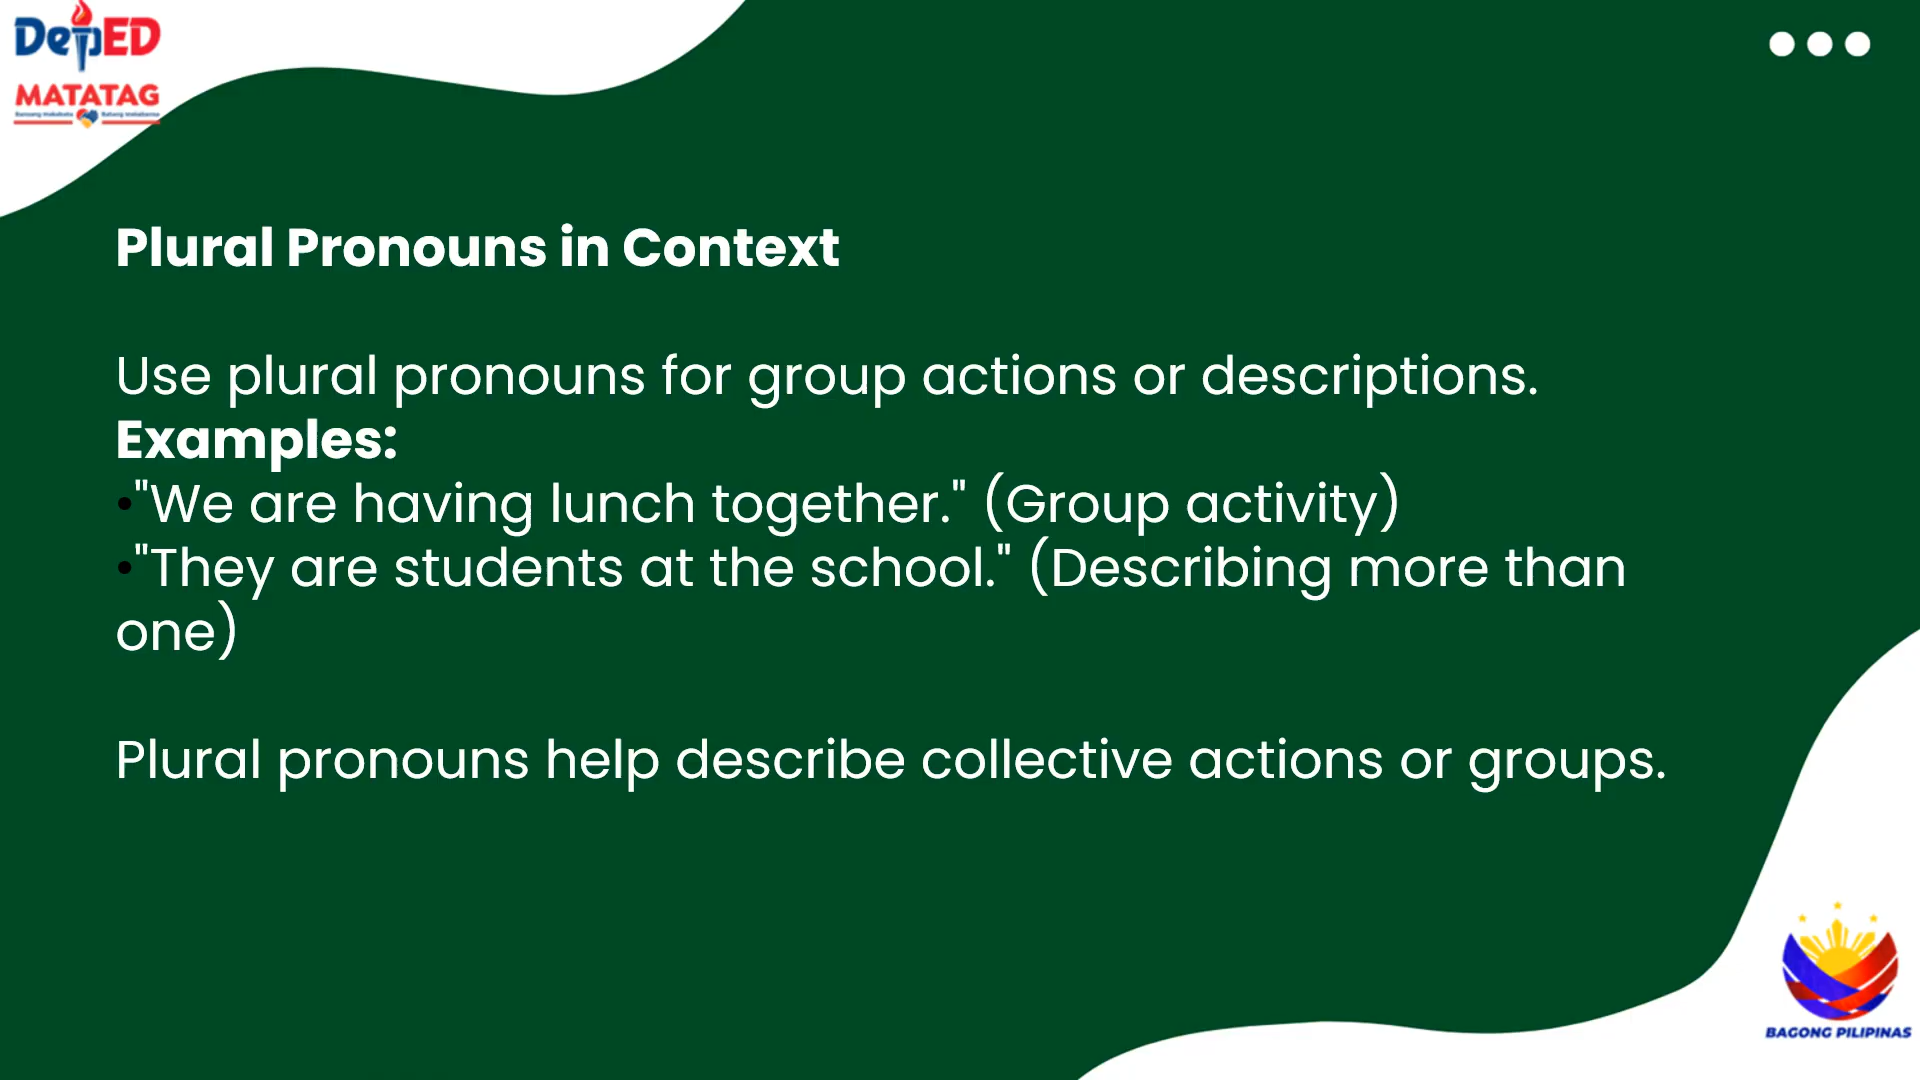 DepED
MATATAG
Plural Pronouns in Context
Use plural pronouns for group actions or descriptions.
Examples:
•"We are having lunch together." (Group activity)
•"They are students at the school." (Describing more than
one)
Plural pronouns help describe collective actions or groups.
BAGONG PILIPINAS